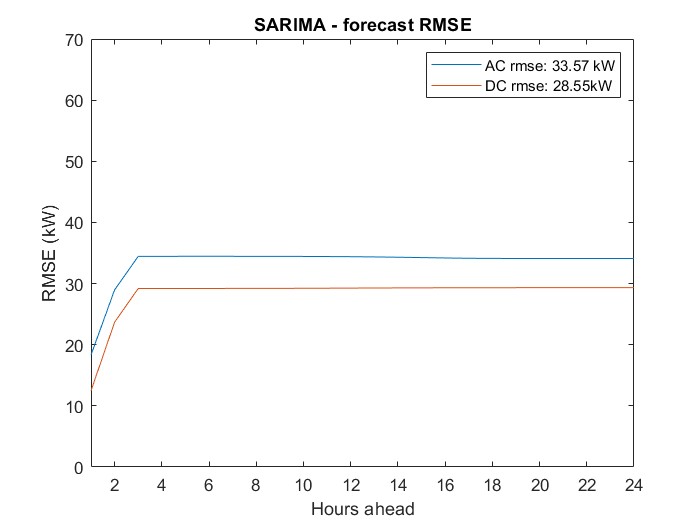 SARIMA - forecast RMSE
70
60
50
40
30
20
10
0
RMSE (kW)
AC rmse: 33.57 kW
DC rmse: 28.55kW
2 4 6 8 10 12 14 16 18 20 22 24
Hours ahead